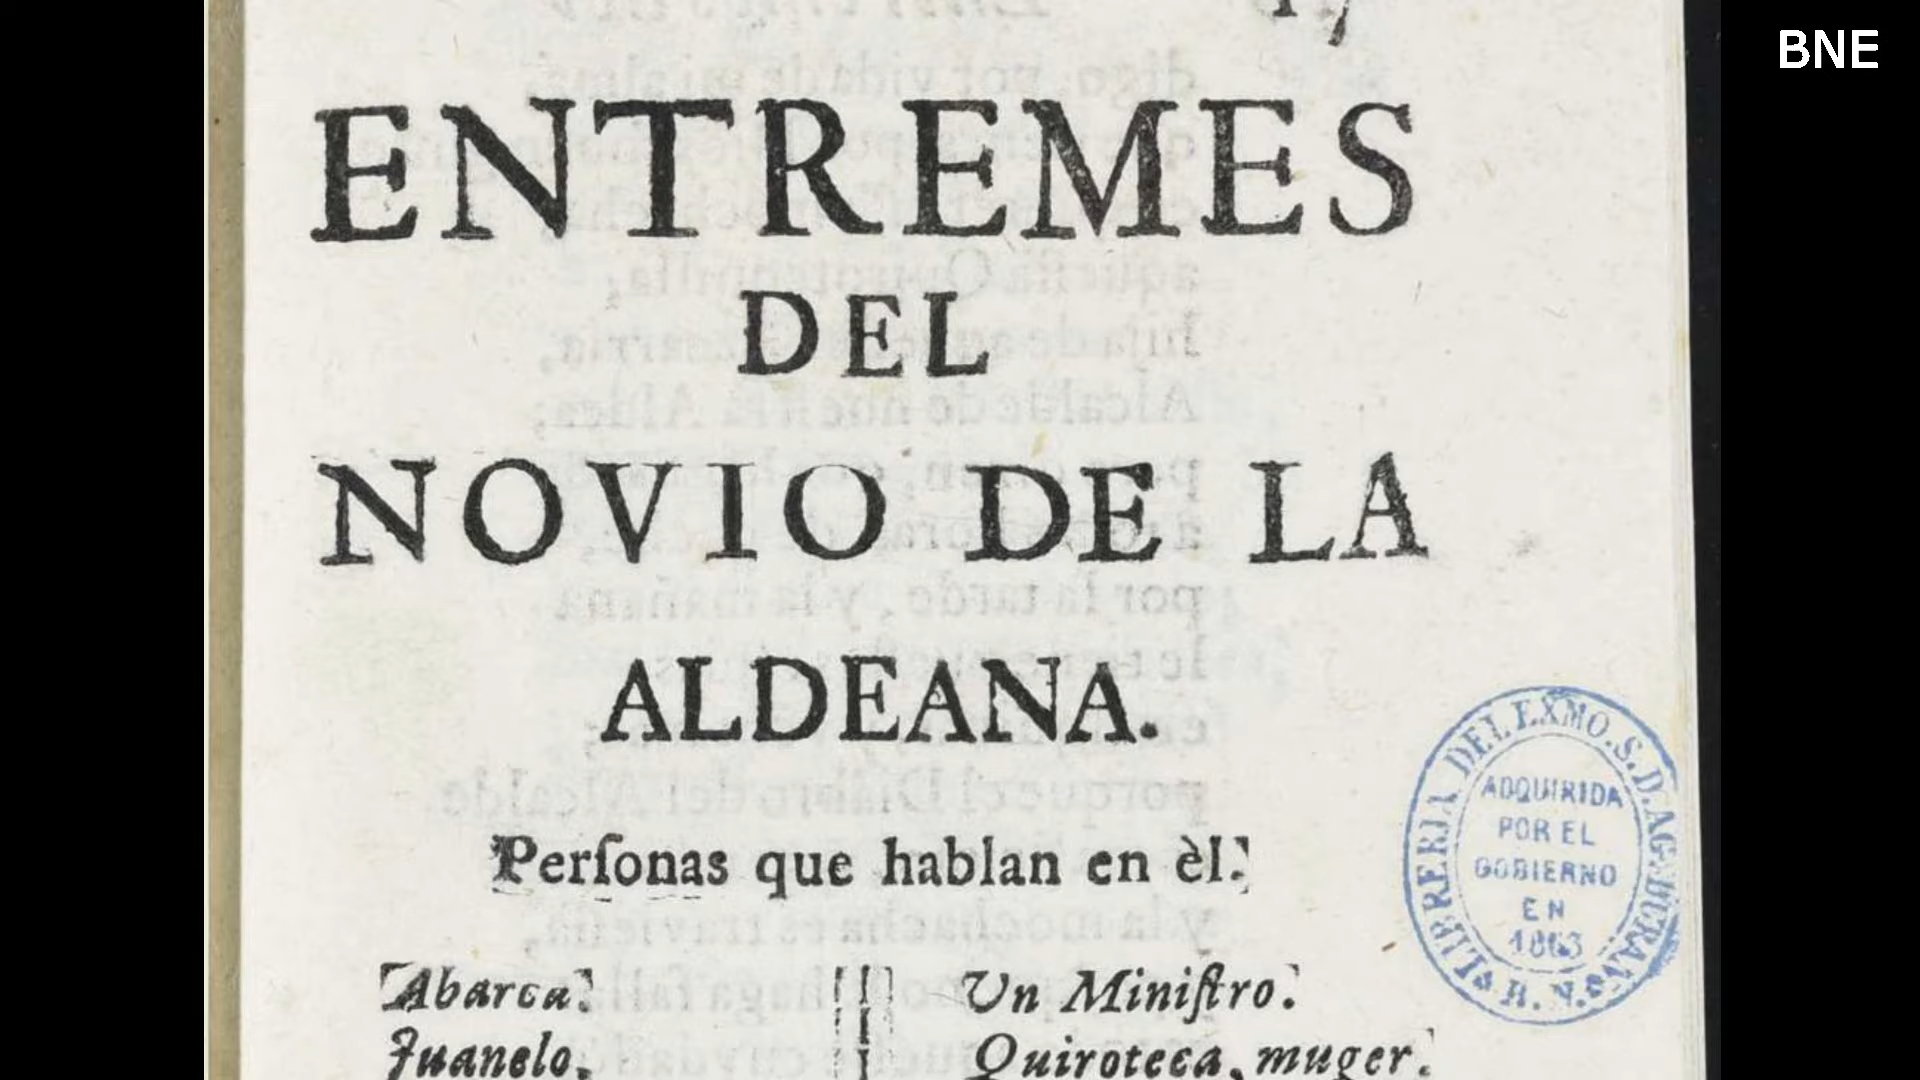 BNE
ENTREMES
DEL
NOVIO DE LA
ALDEANA.
Perſonas que hablan en èl.
Abarca. Un Miniſtro.
Juanelo. Quiroteca, muger.
LIBRERIA DEL EXMO. S. D. AG. DURAN. B. N.
ADQUIRIDA
POR EL
GOBIERNO
EN
1863